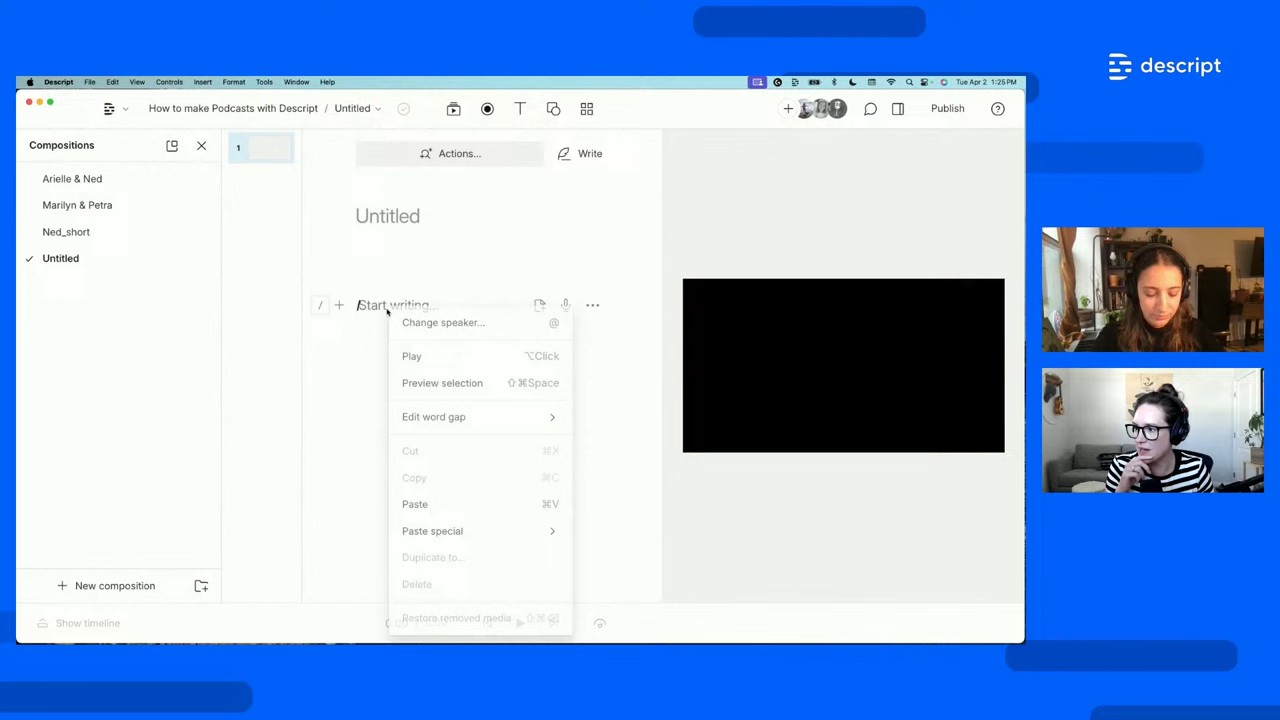 descript
Descript File Edit View Controls Insert Format Tools Window Help
Tue Apr 2 1:25PM
How to make Podcasts with Descript / Untitled
Publish
Compositions
Arielle & Ned
Marilyn & Petra
Ned_short
Untitled
New composition
1
Actions...
Write
Untitled
/ + /Start writing...
Change speaker... @
Play ⌥Click
Preview selection ⇧⌘Space
Edit word gap
Cut ⌘X
Copy ⌘C
Paste ⌘V
Paste special
Duplicate to...
Delete
Restore removed media
Show timeline